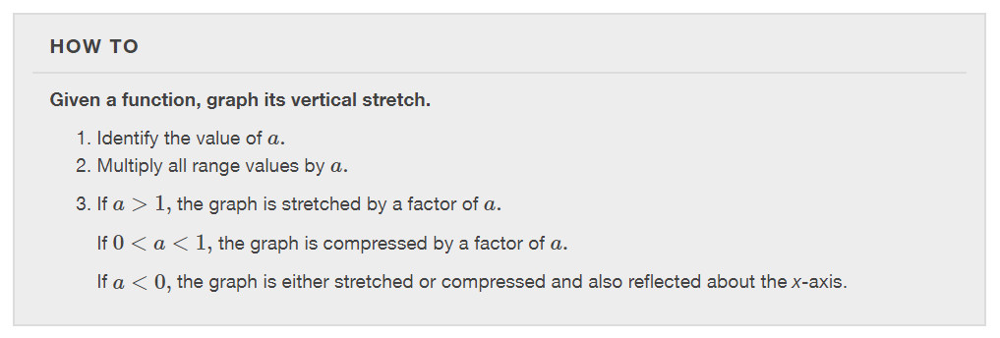 HOW TO
Given a function, graph its vertical stretch.
1. Identify the value of a.
2. Multiply all range values by a.
3. If a > 1, the graph is stretched by a factor of a.
If 0 < a < 1, the graph is compressed by a factor of a.
If a < 0, the graph is either stretched or compressed and also reflected about the x-axis.